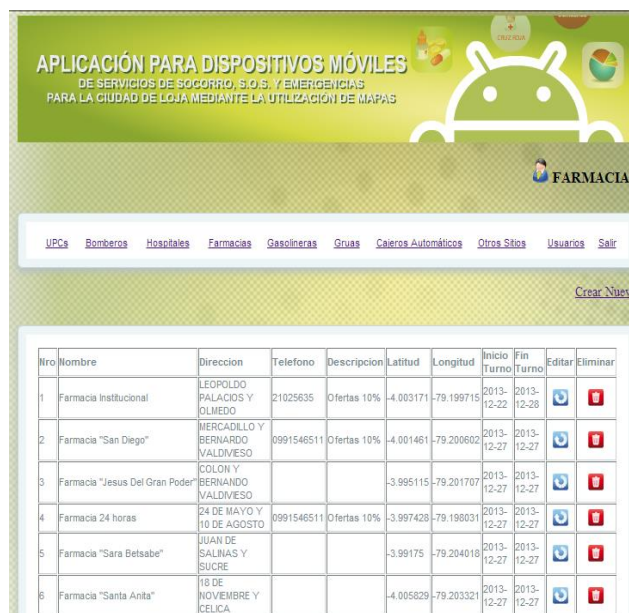 CRUZ ROJA
APLICACIÓN PARA DISPOSITIVOS MÓVILES
DE SERVICIOS DE SOCORRO, S.O.S. Y EMERGENCIAS
PARA LA CIUDAD DE LOJA MEDIANTE LA UTILIZACIÓN DE MAPAS
FARMACIA
UPCs Bomberos Hospitales Farmacias Gasolineras Gruas Cajeros Automáticos Otros Sitios Usuarios Salir
Crear Nuev
Nro Nombre Direccion Telefono Descripcion Latitud Longitud Inicio Turno Fin Turno Editar Eliminar
1 Farmacia Institucional LEOPOLDO PALACIOS Y OLMEDO 21025635 Ofertas 10% -4.003171 -79.199715 2013-12-22 2013-12-28
2 Farmacia "San Diego" MERCADILLO Y BERNARDO VALDIVIESO 0991546511 Ofertas 10% -4.001461 -79.200602 2013-12-27 2013-12-27
3 Farmacia "Jesus Del Gran Poder" COLON Y BERNANDO VALDIVIESO -3.995115 -79.201707 2013-12-27 2013-12-27
4 Farmacia 24 horas 24 DE MAYO Y 10 DE AGOSTO 0991546511 Ofertas 10% -3.997428 -79.198031 2013-12-27 2013-12-27
5 Farmacia "Sara Betsabe" JUAN DE SALINAS Y SUCRE -3.99175 -79.204018 2013-12-27 2013-12-27
6 Farmacia "Santa Anita" 18 DE NOVIEMBRE Y CELICA -4.005829 -79.203321 2013-12-27 2013-12-27